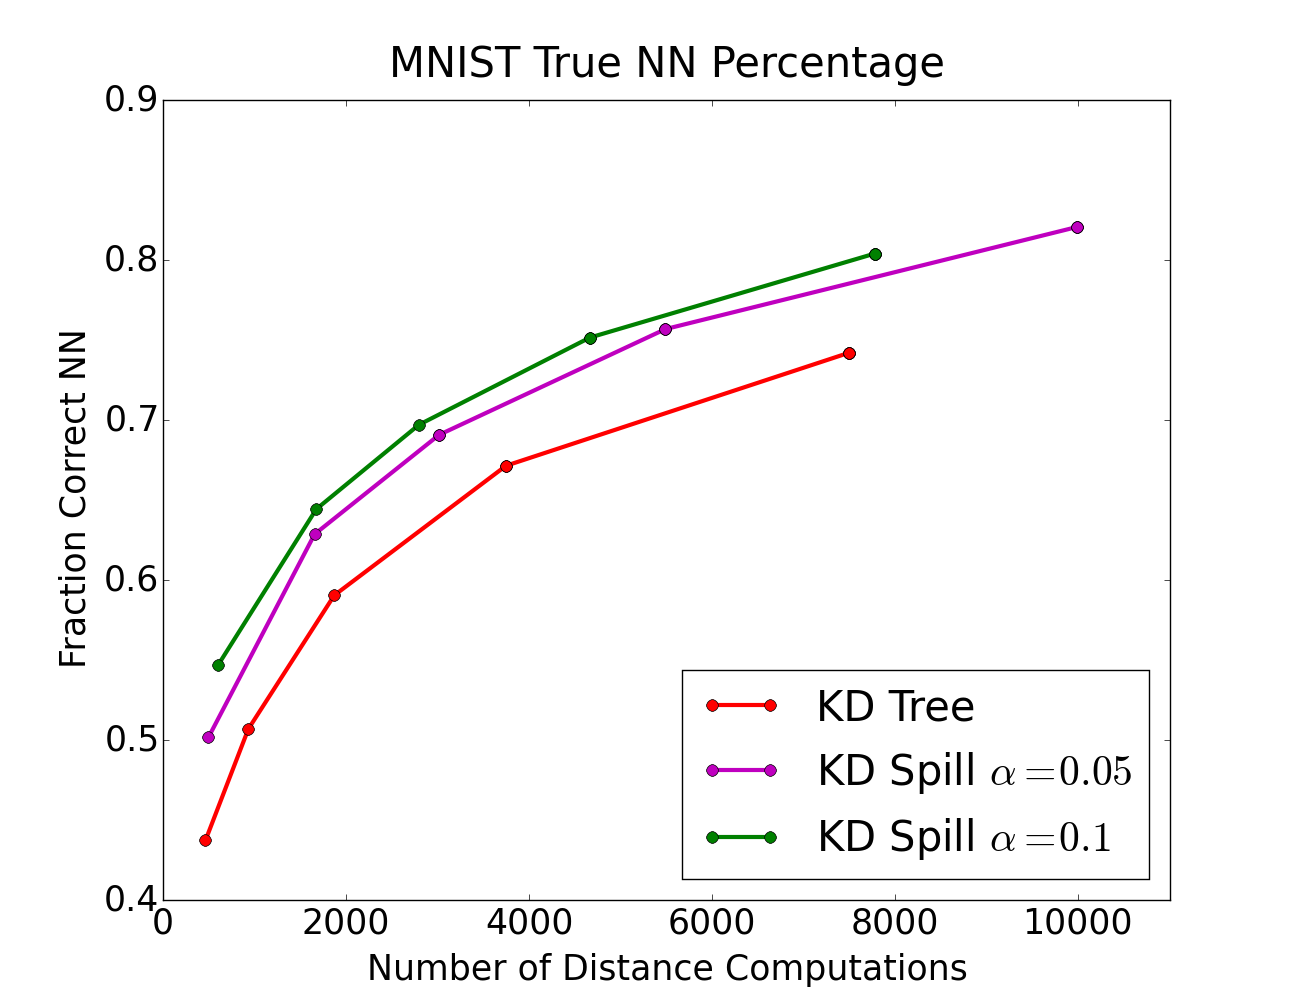 MNIST True NN Percentage
0.9
0.8
0.7
0.6
0.5
0.4
Fraction Correct NN
KD Tree
KD Spill α=0.05
KD Spill α=0.1
0 2000 4000 6000 8000 10000
Number of Distance Computations